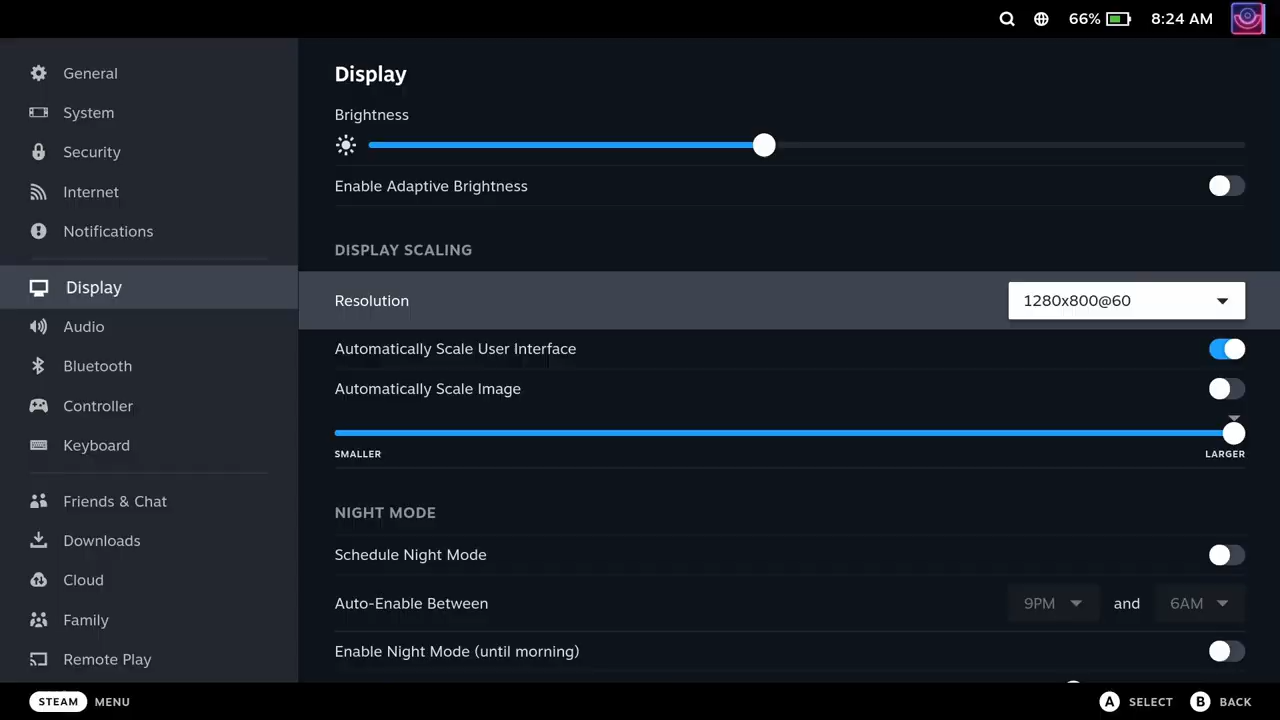 66%
8:24 AM
General
System
Security
Internet
Notifications
Display
Audio
Bluetooth
Controller
Keyboard
Friends & Chat
Downloads
Cloud
Family
Remote Play
Display
Brightness
Enable Adaptive Brightness
DISPLAY SCALING
Resolution 1280x800@60
Automatically Scale User Interface
Automatically Scale Image
SMALLER LARGER
NIGHT MODE
Schedule Night Mode
Auto-Enable Between 9PM and 6AM
Enable Night Mode (until morning)
STEAM MENU
A SELECT B BACK